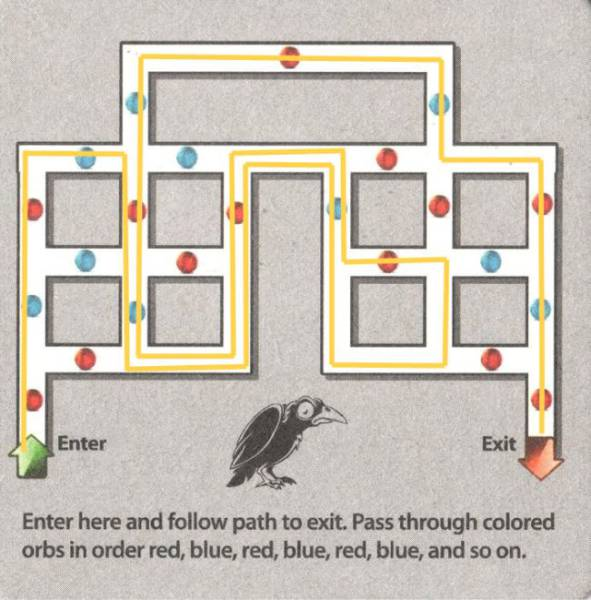 Enter
Exit
Enter here and follow path to exit. Pass through colored
orbs in order red, blue, red, blue, red, blue, and so on.